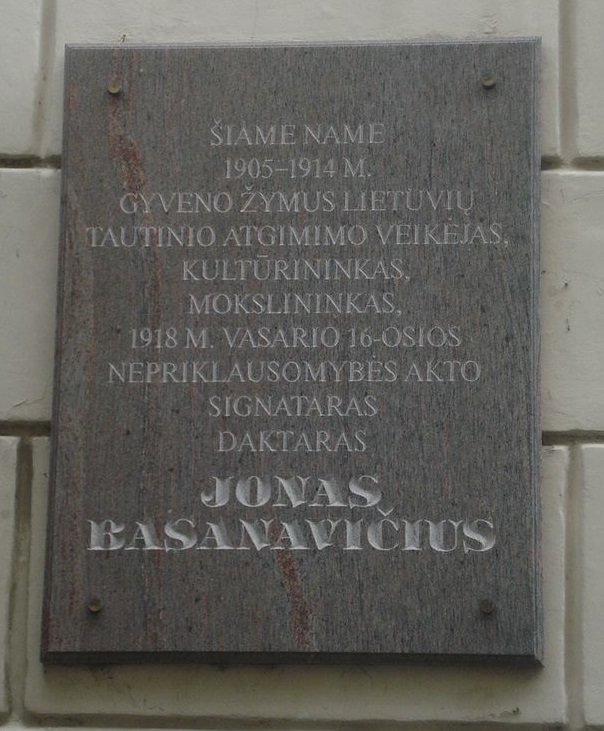 ŠIAME NAME
1905–1914 M.
GYVENO ŽYMUS LIETUVIŲ
TAUTINIO ATGIMIMO VEIKĖJAS,
KULTŪRININKAS,
MOKSLININKAS,
1918 M. VASARIO 16-OSIOS
NEPRIKLAUSOMYBĖS AKTO
SIGNATARAS
DAKTARAS
JONAS
BASANAVIČIUS